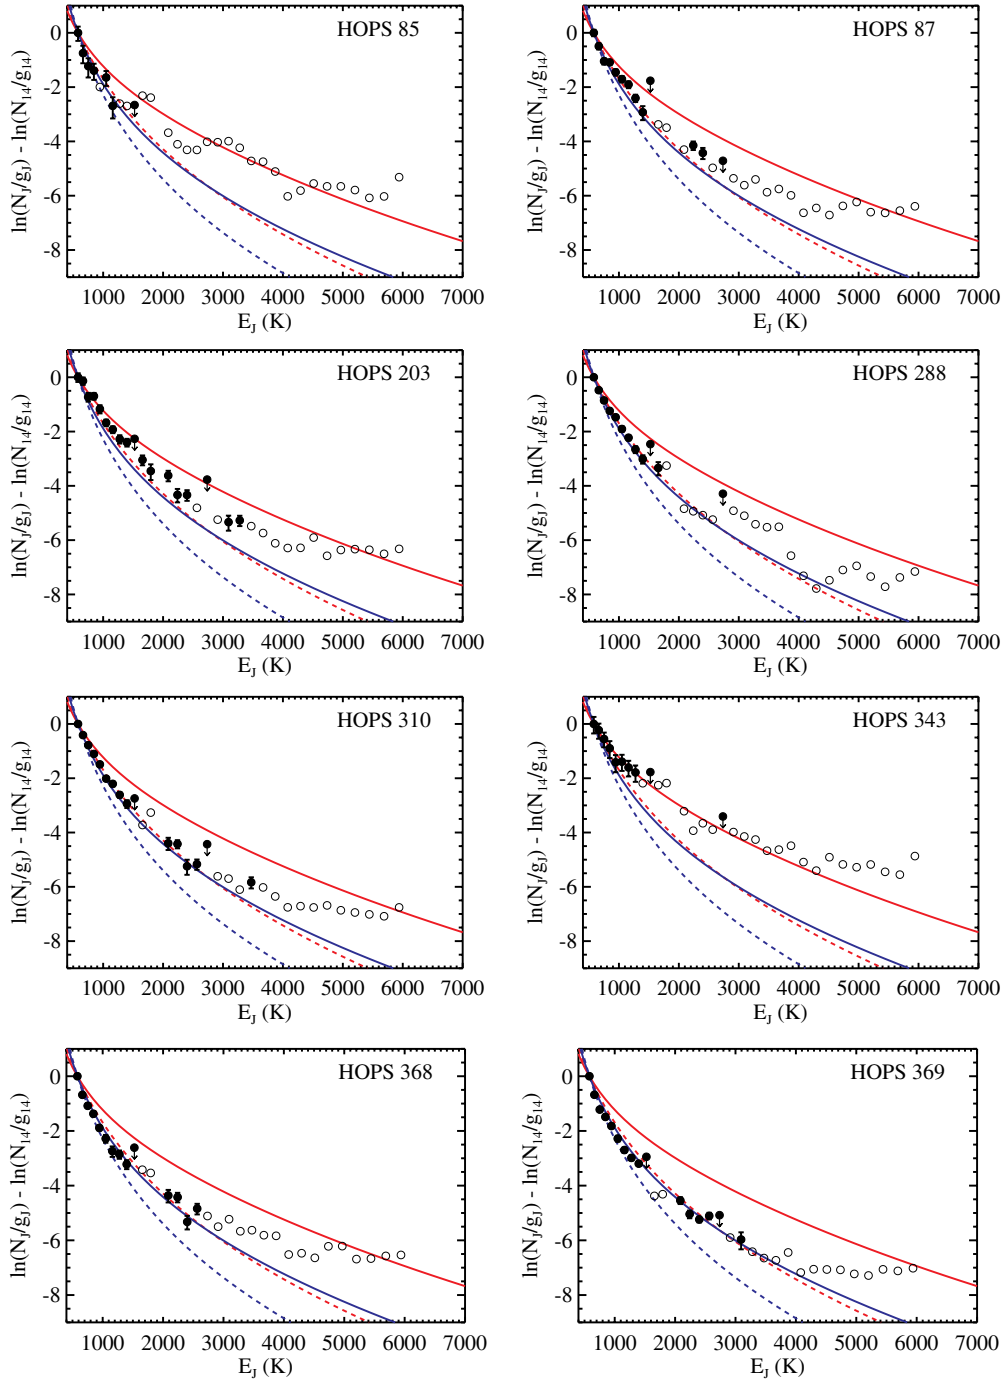 HOPS 85
0
-2
-4
-6
-8
ln(N_J/g_J) - ln(N_14/g_14)
1000 2000 3000 4000 5000 6000 7000
E_J (K)
HOPS 87
0
-2
-4
-6
-8
ln(N_J/g_J) - ln(N_14/g_14)
1000 2000 3000 4000 5000 6000 7000
E_J (K)
HOPS 203
0
-2
-4
-6
-8
ln(N_J/g_J) - ln(N_14/g_14)
1000 2000 3000 4000 5000 6000 7000
E_J (K)
HOPS 288
0
-2
-4
-6
-8
ln(N_J/g_J) - ln(N_14/g_14)
1000 2000 3000 4000 5000 6000 7000
E_J (K)
HOPS 310
0
-2
-4
-6
-8
ln(N_J/g_J) - ln(N_14/g_14)
1000 2000 3000 4000 5000 6000 7000
E_J (K)
HOPS 343
0
-2
-4
-6
-8
ln(N_J/g_J) - ln(N_14/g_14)
1000 2000 3000 4000 5000 6000 7000
E_J (K)
HOPS 368
0
-2
-4
-6
-8
ln(N_J/g_J) - ln(N_14/g_14)
1000 2000 3000 4000 5000 6000 7000
E_J (K)
HOPS 369
0
-2
-4
-6
-8
ln(N_J/g_J) - ln(N_14/g_14)
1000 2000 3000 4000 5000 6000 7000
E_J (K)